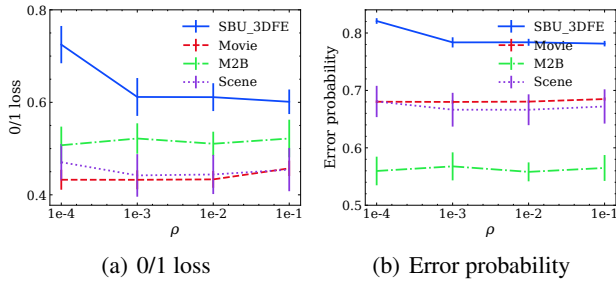 0.8
0.6
0.4
0/1 loss
SBU_3DFE
Movie
M2B
Scene
1e-4 1e-3 1e-2 1e-1
ρ
(a) 0/1 loss
0.8
0.7
0.6
0.5
Error probability
SBU_3DFE
Movie
M2B
Scene
1e-4 1e-3 1e-2 1e-1
ρ
(b) Error probability